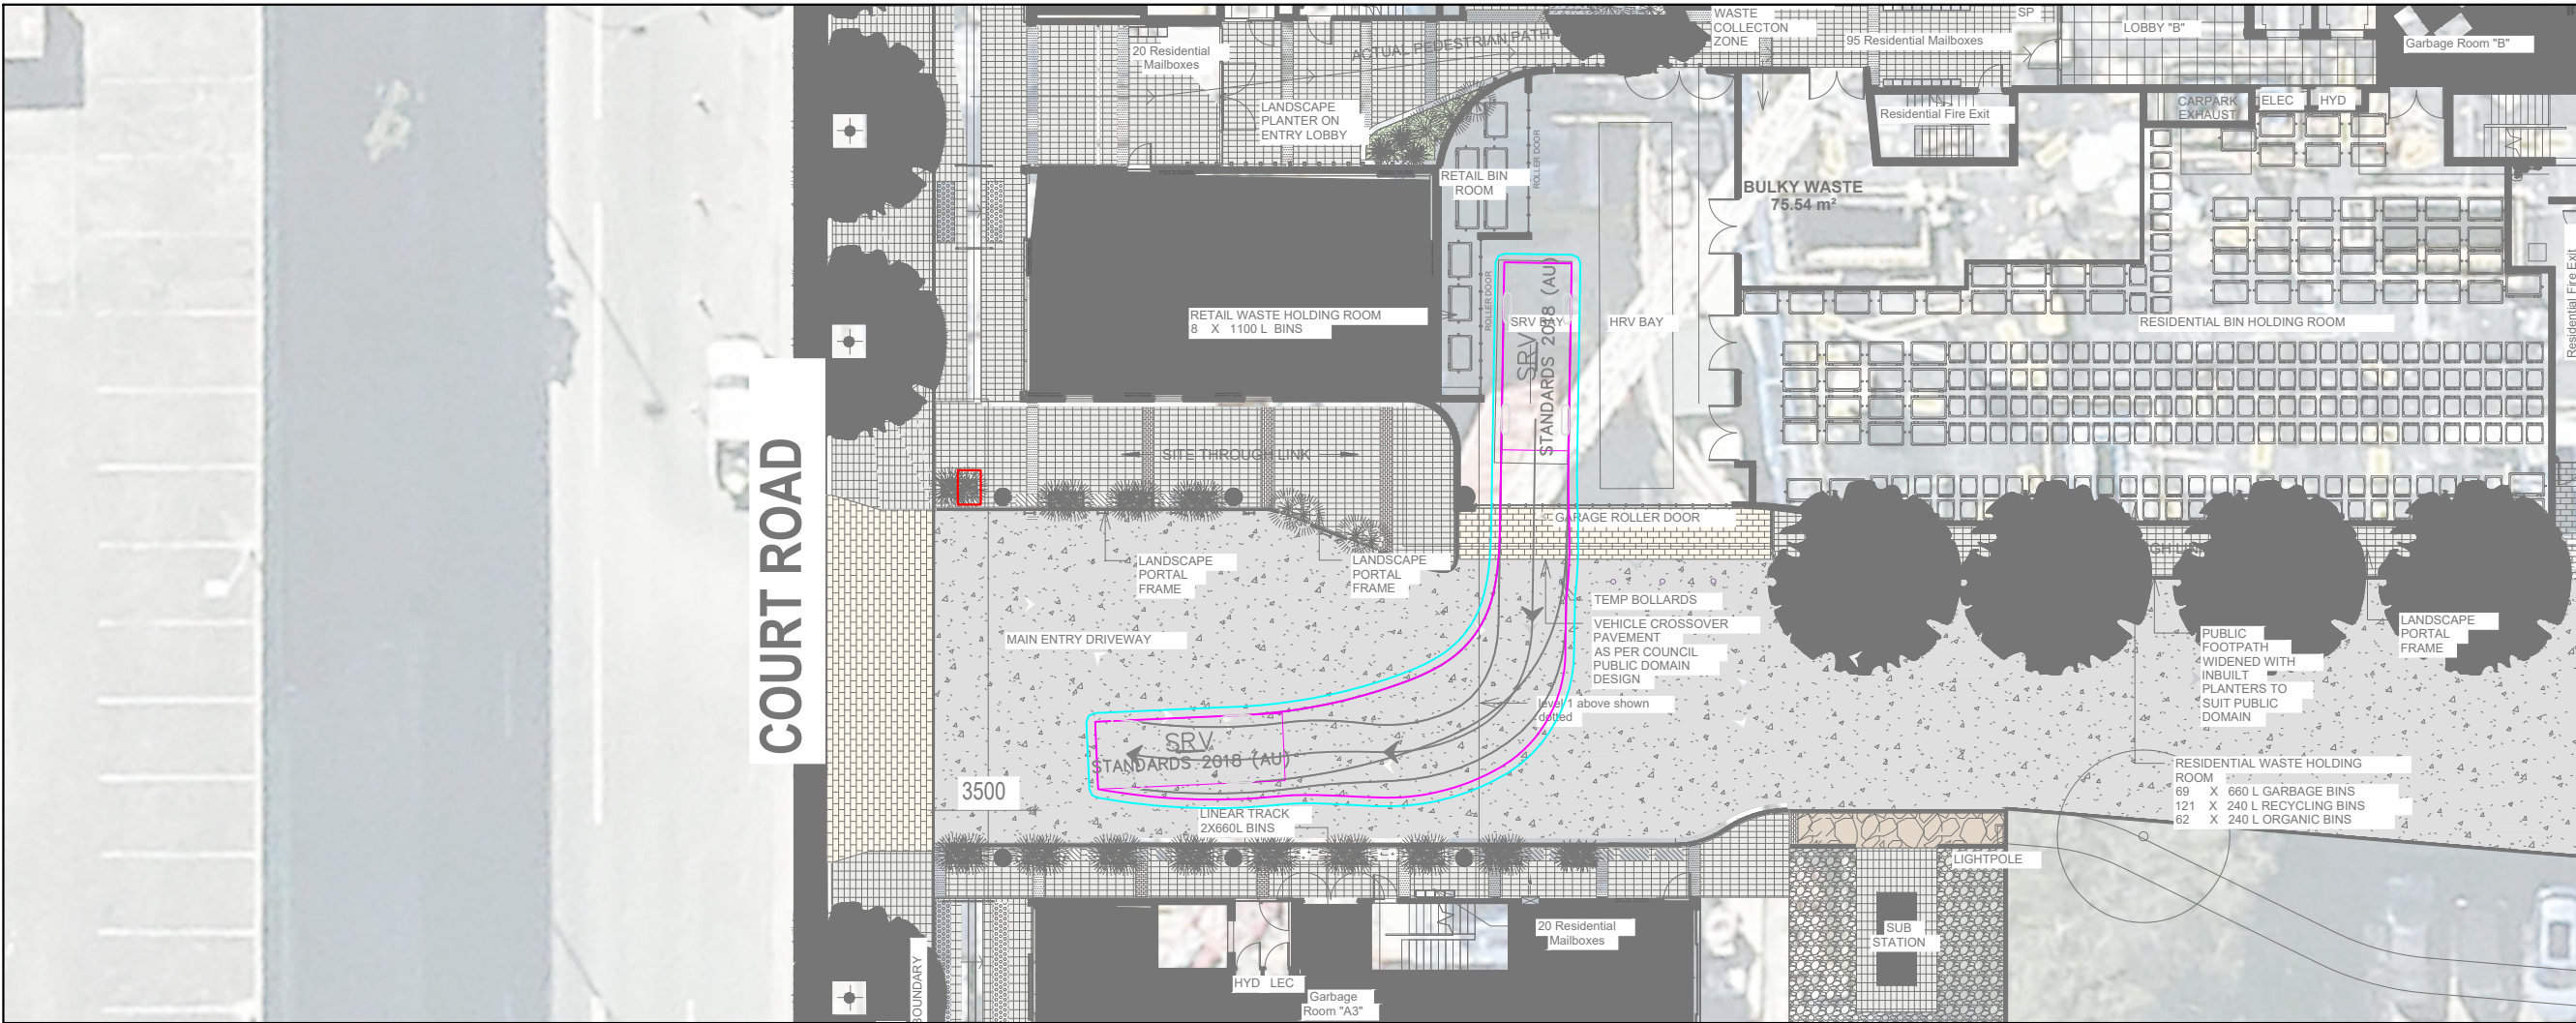 20 Residential
Mailboxes
ACTUAL PEDESTRIAN PATH
WASTE
COLLECTON
ZONE
95 Residential Mailboxes
SP
LOBBY "B"
Garbage Room "B"
LANDSCAPE
PLANTER ON
ENTRY LOBBY
ROLLER DOOR
Residential Fire Exit
CARPARK
EXHAUST
ELEC
HYD
RETAIL BIN
ROOM
BULKY WASTE
75.54 m²
RETAIL WASTE HOLDING ROOM
8 X 1100 L BINS
ROLLER DOOR
SRV BAY
SRV
STANDARDS 2018 (AU)
HRV BAY
RESIDENTIAL BIN HOLDING ROOM
Residential Fire Exit
COURT ROAD
SITE THROUGH LINK
GARAGE ROLLER DOOR
LANDSCAPE
PORTAL
FRAME
LANDSCAPE
PORTAL
FRAME
TEMP BOLLARDS
VEHICLE CROSSOVER
PAVEMENT
AS PER COUNCIL
PUBLIC DOMAIN
DESIGN
MAIN ENTRY DRIVEWAY
level 1 above shown
dotted
PUBLIC
FOOTPATH
WIDENED WITH
INBUILT
PLANTERS TO
SUIT PUBLIC
DOMAIN
LANDSCAPE
PORTAL
FRAME
SRV
STANDARDS 2018 (AU)
3500
LINEAR TRACK
2X660L BINS
RESIDENTIAL WASTE HOLDING
ROOM
69 X 660 L GARBAGE BINS
121 X 240 L RECYCLING BINS
62 X 240 L ORGANIC BINS
LIGHTPOLE
SUB
STATION
20 Residential
Mailboxes
BOUNDARY
HYD LEC
Garbage
Room "A3"